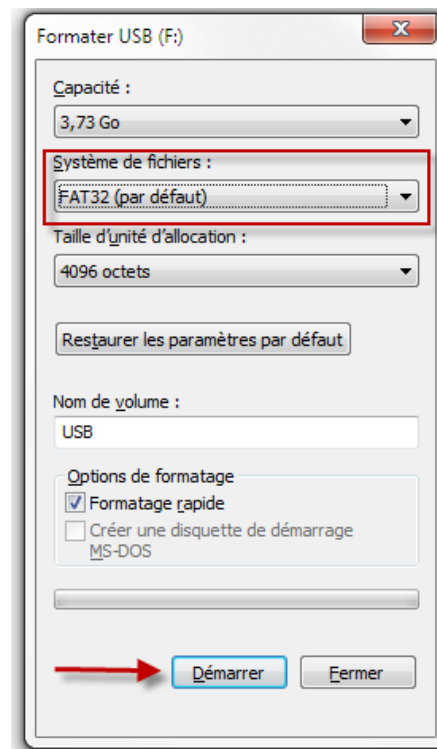 Formater USB (F:)
Capacité :
3,73 Go
Système de fichiers :
FAT32 (par défaut)
Taille d'unité d'allocation :
4096 octets
Restaurer les paramètres par défaut
Nom de volume :
USB
Options de formatage
Formatage rapide
Créer une disquette de démarrage
MS-DOS
Démarrer
Fermer